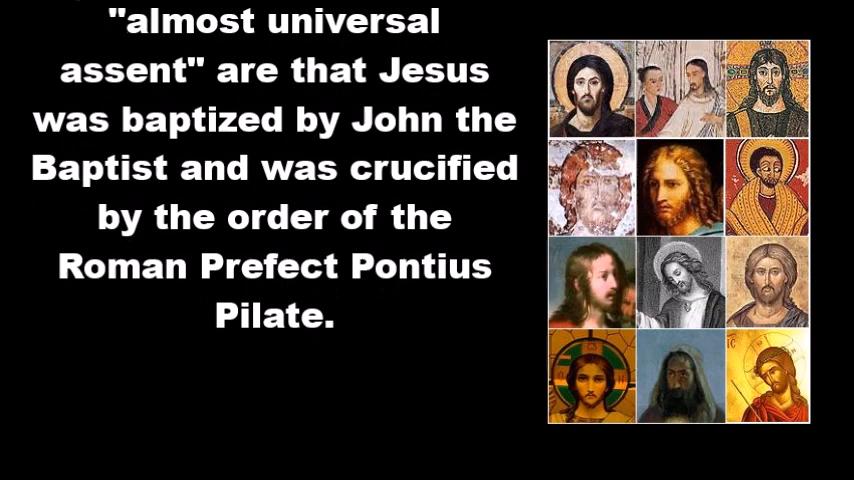 "almost universal
assent" are that Jesus
was baptized by John the
Baptist and was crucified
by the order of the
Roman Prefect Pontius
Pilate.